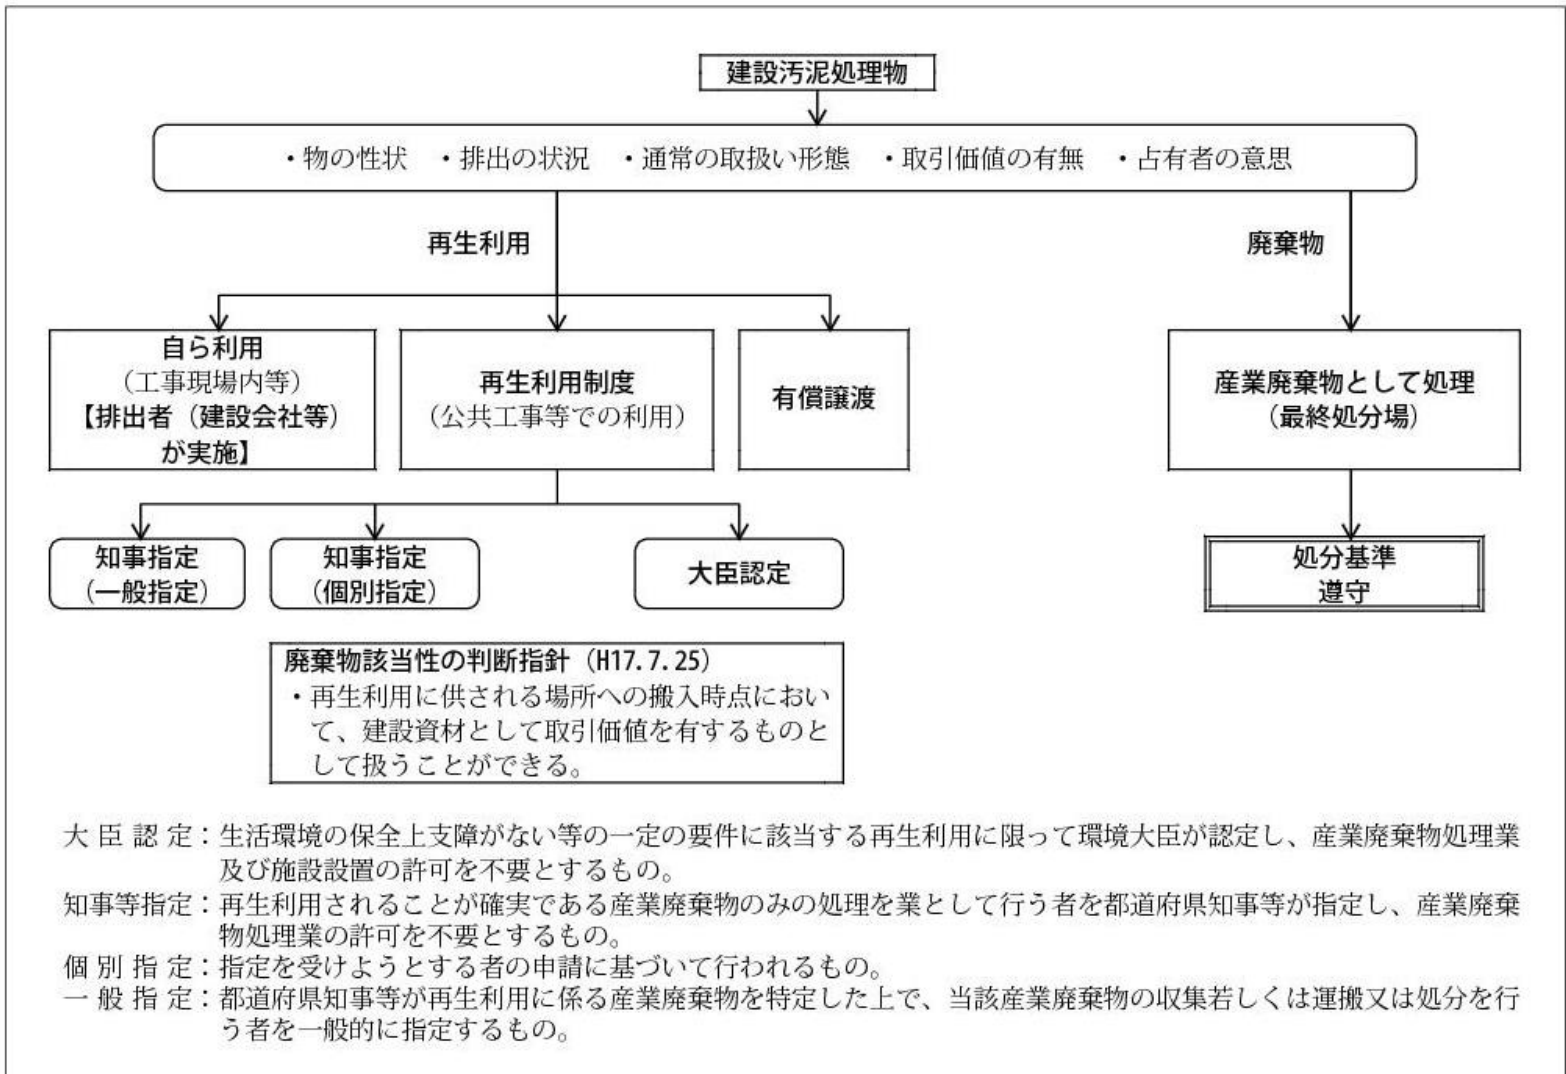 建設汚泥処理物
・物の性状 ・排出の状況 ・通常の取扱い形態 ・取引価値の有無 ・占有者の意思
再生利用
廃棄物
自ら利用
（工事現場内等）
【排出者（建設会社等）
が実施】
再生利用制度
（公共工事等での利用）
有償譲渡
産業廃棄物として処理
（最終処分場）
知事指定
（一般指定）
知事指定
（個別指定）
大臣認定
処分基準
遵守
廃棄物該当性の判断指針（H17.7.25）
・再生利用に供される場所への搬入時点におい
て、建設資材として取引価値を有するものと
して扱うことができる。
大臣認定：生活環境の保全上支障がない等の一定の要件に該当する再生利用に限って環境大臣が認定し、産業廃棄物処理業
及び施設設置の許可を不要とするもの。
知事等指定：再生利用されることが確実である産業廃棄物のみの処理を業として行う者を都道府県知事等が指定し、産業廃棄
物処理業の許可を不要とするもの。
個別指定：指定を受けようとする者の申請に基づいて行われるもの。
一般指定：都道府県知事等が再生利用に係る産業廃棄物を特定した上で、当該産業廃棄物の収集若しくは運搬又は処分を行
う者を一般的に指定するもの。